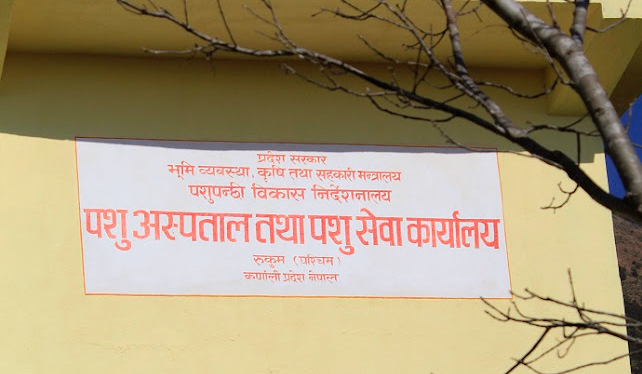 प्रदेश सरकार
भूमि व्यवस्था, कृषि तथा सहकारी मन्त्रालय
पशुपन्छी विकास निर्देशनालय
पशु अस्पताल तथा पशु सेवा कार्यालय
रुकुम (पश्चिम)
कर्णाली प्रदेश नेपाल